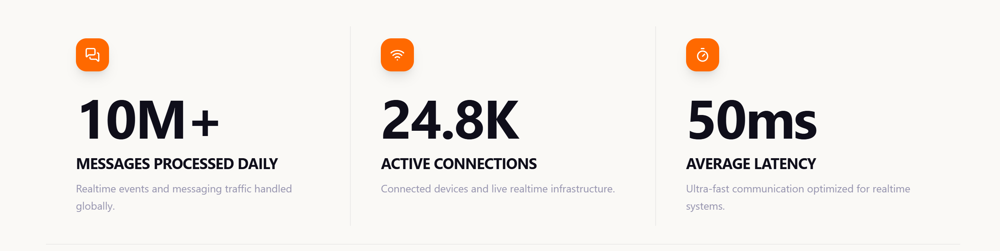 10M+
MESSAGES PROCESSED DAILY
Realtime events and messaging traffic handled
globally.
24.8K
ACTIVE CONNECTIONS
Connected devices and live realtime infrastructure.
50ms
AVERAGE LATENCY
Ultra-fast communication optimized for realtime
systems.